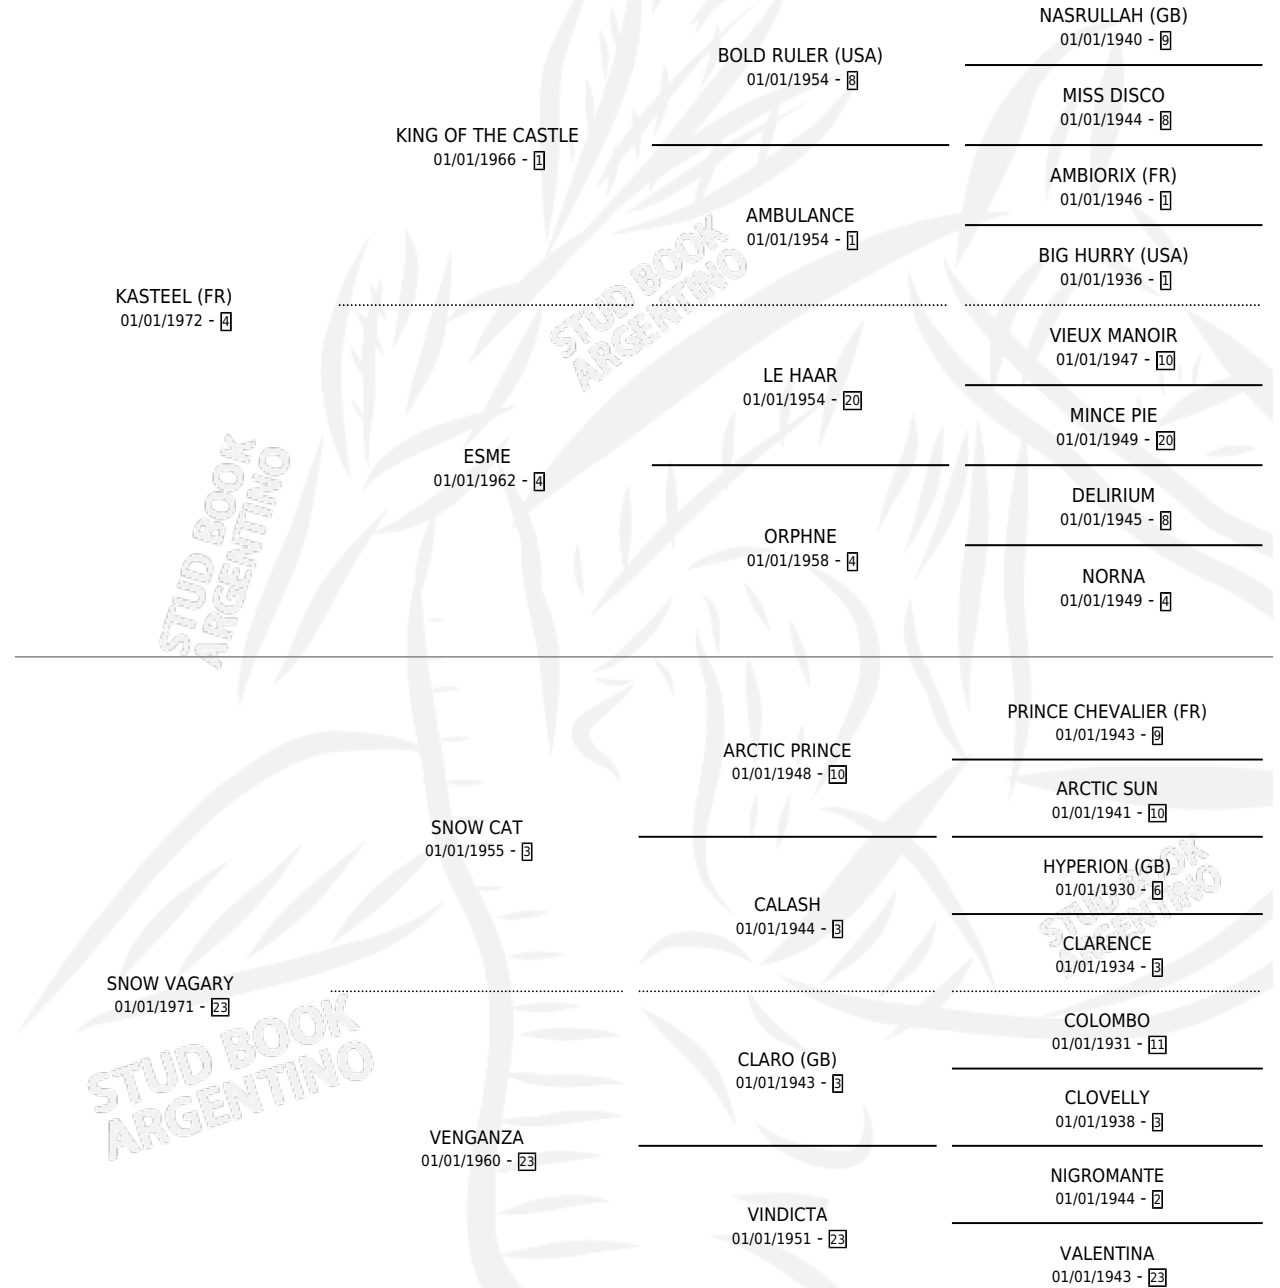 NASRULLAH (GB)
01/01/1940 - 9
BOLD RULER (USA)
01/01/1954 - 8
MISS DISCO
01/01/1944 - 8
KING OF THE CASTLE
01/01/1966 - 1
AMBIORIX (FR)
01/01/1946 - 1
AMBULANCE
01/01/1954 - 1
BIG HURRY (USA)
01/01/1936 - 1
KASTEEL (FR)
01/01/1972 - 4
VIEUX MANOIR
01/01/1947 - 10
LE HAAR
01/01/1954 - 20
MINCE PIE
01/01/1949 - 20
ESME
01/01/1962 - 4
DELIRIUM
01/01/1945 - 8
ORPHNE
01/01/1958 - 4
NORNA
01/01/1949 - 4
PRINCE CHEVALIER (FR)
01/01/1943 - 9
ARCTIC PRINCE
01/01/1948 - 10
ARCTIC SUN
01/01/1941 - 10
SNOW CAT
01/01/1955 - 3
HYPERION (GB)
01/01/1930 - 6
CALASH
01/01/1944 - 3
CLARENCE
01/01/1934 - 3
SNOW VAGARY
01/01/1971 - 23
COLOMBO
01/01/1931 - 11
CLARO (GB)
01/01/1943 - 3
CLOVELLY
01/01/1938 - 3
VENGANZA
01/01/1960 - 23
NIGROMANTE
01/01/1944 - 2
VINDICTA
01/01/1951 - 23
VALENTINA
01/01/1943 - 23
STUD BOOK
ARGENTINO
STUD BOOK
ARGENTINO
STUD BOOK
ARGENTINO
STUD BOOK
ARGENTINO